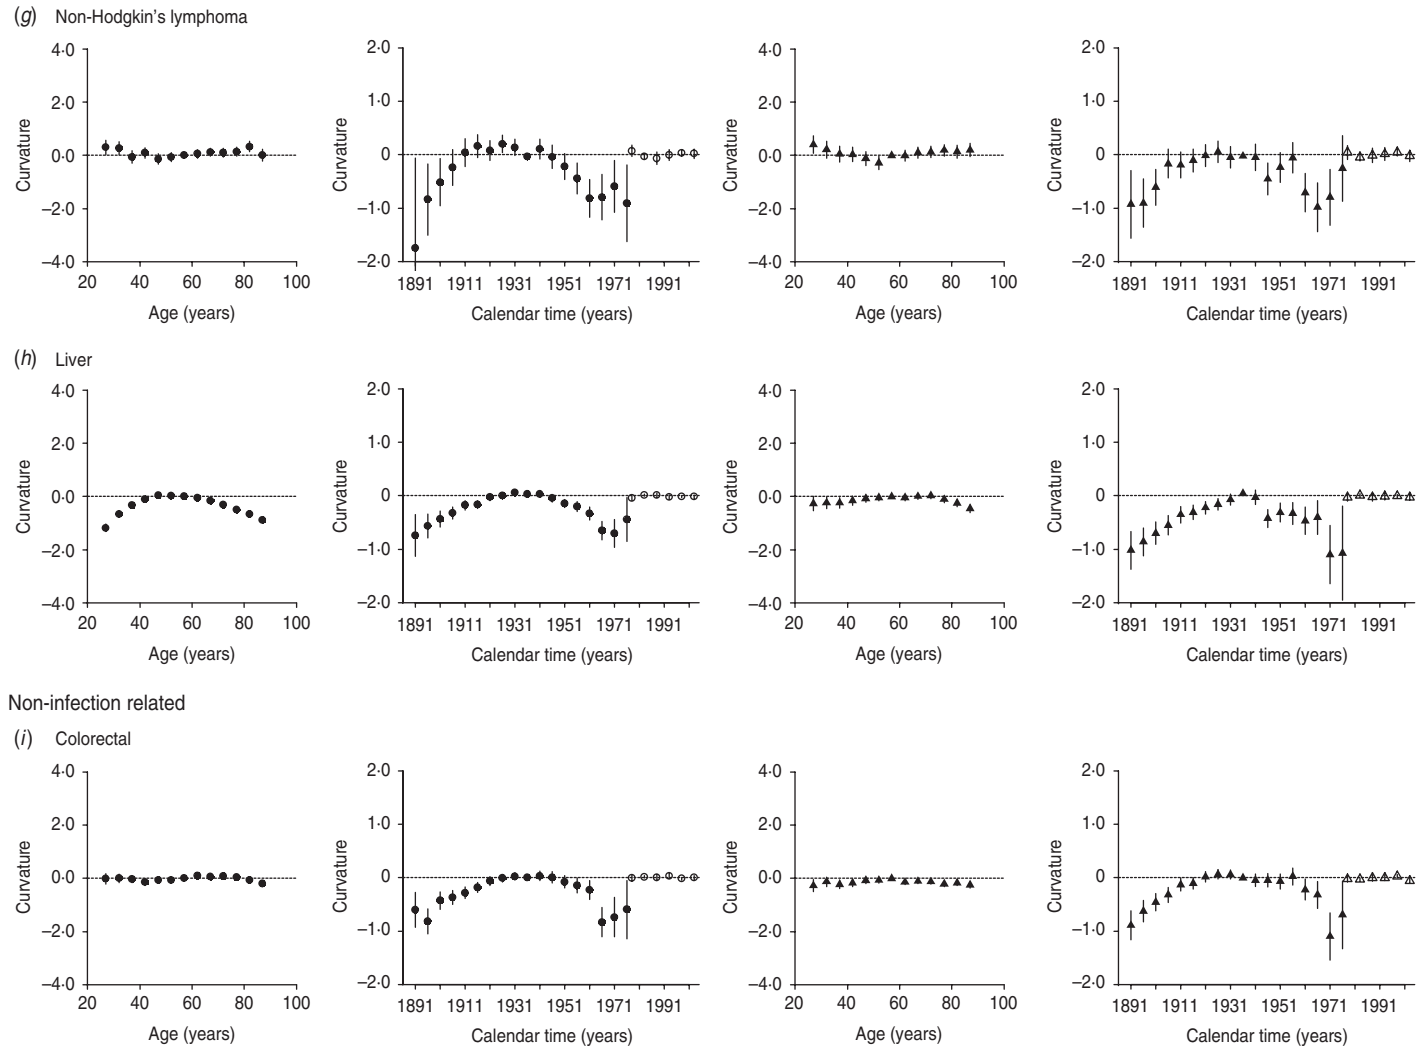 (g) Non-Hodgkin's lymphoma
4·0 2·0 4·0 2·0
2·0 1·0 2·0 1·0
Curvature Curvature Curvature Curvature
0·0 0 0·0 0
–2·0 –1·0 –2·0 –1·0
–4·0 –2·0 –4·0 –2·0
20 40 60 80 100 1891 1911 1931 1951 1971 1991 20 40 60 80 100 1891 1911 1931 1951 1971 1991
Age (years) Calendar time (years) Age (years) Calendar time (years)
(h) Liver
4·0 2·0 4·0 2·0
2·0 1·0 2·0 1·0
Curvature Curvature Curvature Curvature
0·0 0 0·0 0
–2·0 –1·0 –2·0 –1·0
–4·0 –2·0 –4·0 –2·0
20 40 60 80 100 1891 1911 1931 1951 1971 1991 20 40 60 80 100 1891 1911 1931 1951 1971 1991
Age (years) Calendar time (years) Age (years) Calendar time (years)
Non-infection related
(i) Colorectal
4·0 2·0 4·0 2·0
2·0 1·0 2·0 1·0
Curvature Curvature Curvature Curvature
0·0 0 0·0 0
–2·0 –1·0 –2·0 –1·0
–4·0 –2·0 –4·0 –2·0
20 40 60 80 100 1891 1911 1931 1951 1971 1991 20 40 60 80 100 1891 1911 1931 1951 1971 1991
Age (years) Calendar time (years) Age (years) Calendar time (years)